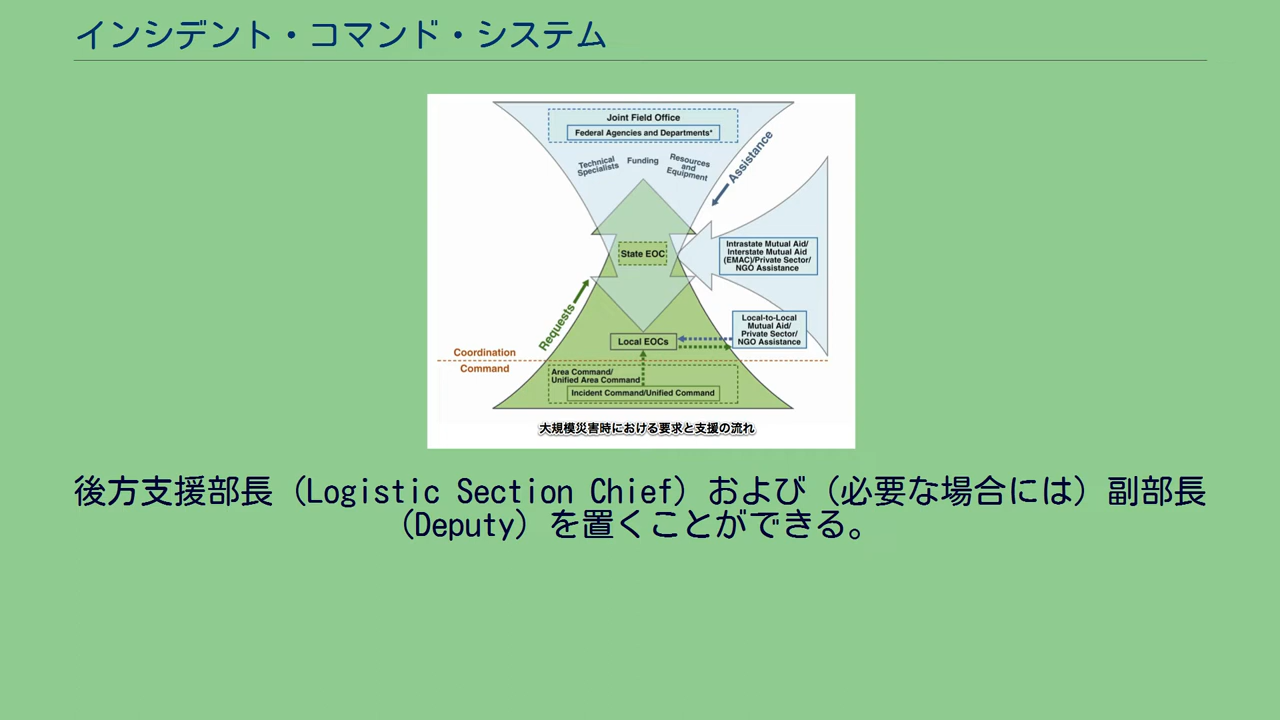 インシデント・コマンド・システム
Joint Field Office
Federal Agencies and Departments*
Technical
Specialists
Funding
Resources
and
Equipment
Assistance
State EOC
Intrastate Mutual Aid/
Interstate Mutual Aid
(EMAC)/Private Sector/
NGO Assistance
Requests
Local-to-Local
Mutual Aid/
Private Sector/
NGO Assistance
Local EOCs
Coordination
Command
Area Command/
Unified Area Command
Incident Command/Unified Command
大規模災害時における要求と支援の流れ
後方支援部長（Logistic Section Chief）および（必要な場合には）副部長
（Deputy）を置くことができる。